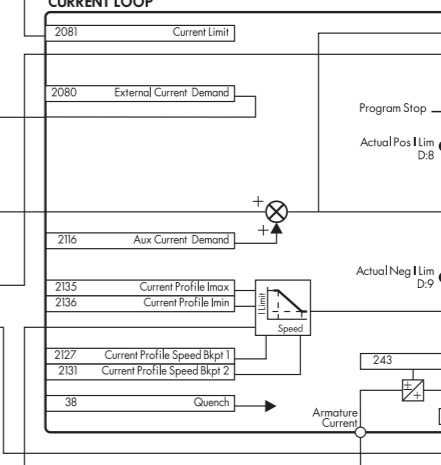 CURRENT LOOP
2081 Current Limit
2080 External Current Demand
Program Stop
Actual Pos I Lim
D:8
+
+
2116 Aux Current Demand
Actual Neg I Lim
D:9
2135 Current Profile Imax
2136 Current Profile Imin
I Limit
Speed
2127 Current Profile Speed Bkpt 1
2131 Current Profile Speed Bkpt 2
243
+
+
38 Quench
Armature
Current